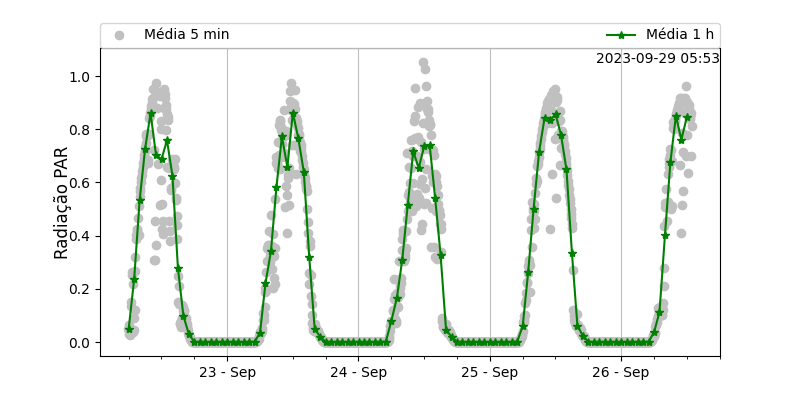 Média 5 min
Média 1 h
2023-09-29 05:53
Radiação PAR
1.0
0.8
0.6
0.4
0.2
0.0
23 - Sep
24 - Sep
25 - Sep
26 - Sep